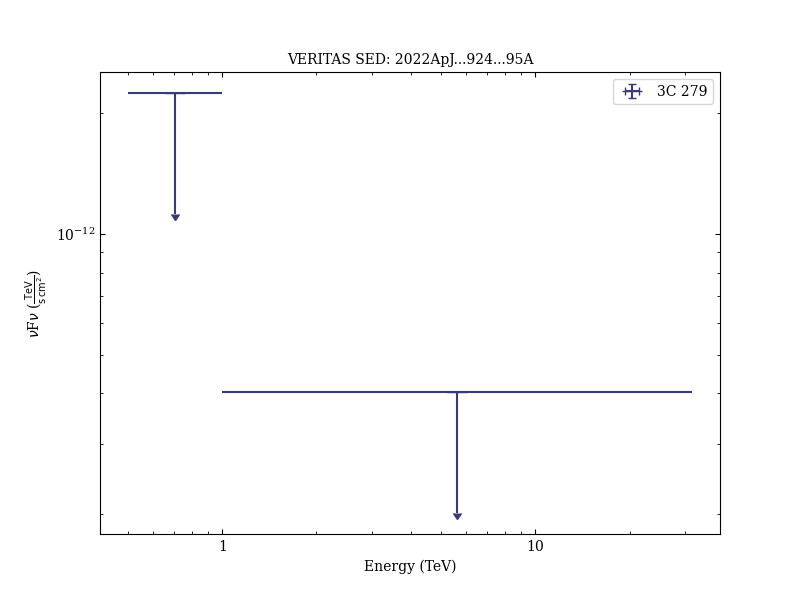 VERITAS SED: 2022ApJ...924...95A
3C 279
10⁻¹²
νFν (TeV / s cm²)
1
10
Energy (TeV)